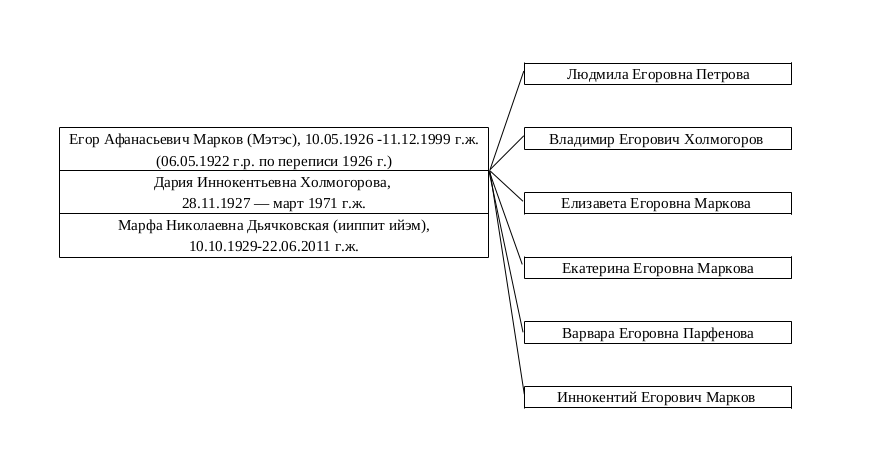 Егор Афанасьевич Марков (Мэтэс), 10.05.1926 -11.12.1999 г.ж.
(06.05.1922 г.р. по переписи 1926 г.)
Дария Иннокентьевна Холмогорова,
28.11.1927 — март 1971 г.ж.
Марфа Николаевна Дьячковская (ииппит ийэм),
10.10.1929-22.06.2011 г.ж.
Людмила Егоровна Петрова
Владимир Егорович Холмогоров
Елизавета Егоровна Маркова
Екатерина Егоровна Маркова
Варвара Егоровна Парфенова
Иннокентий Егорович Марков